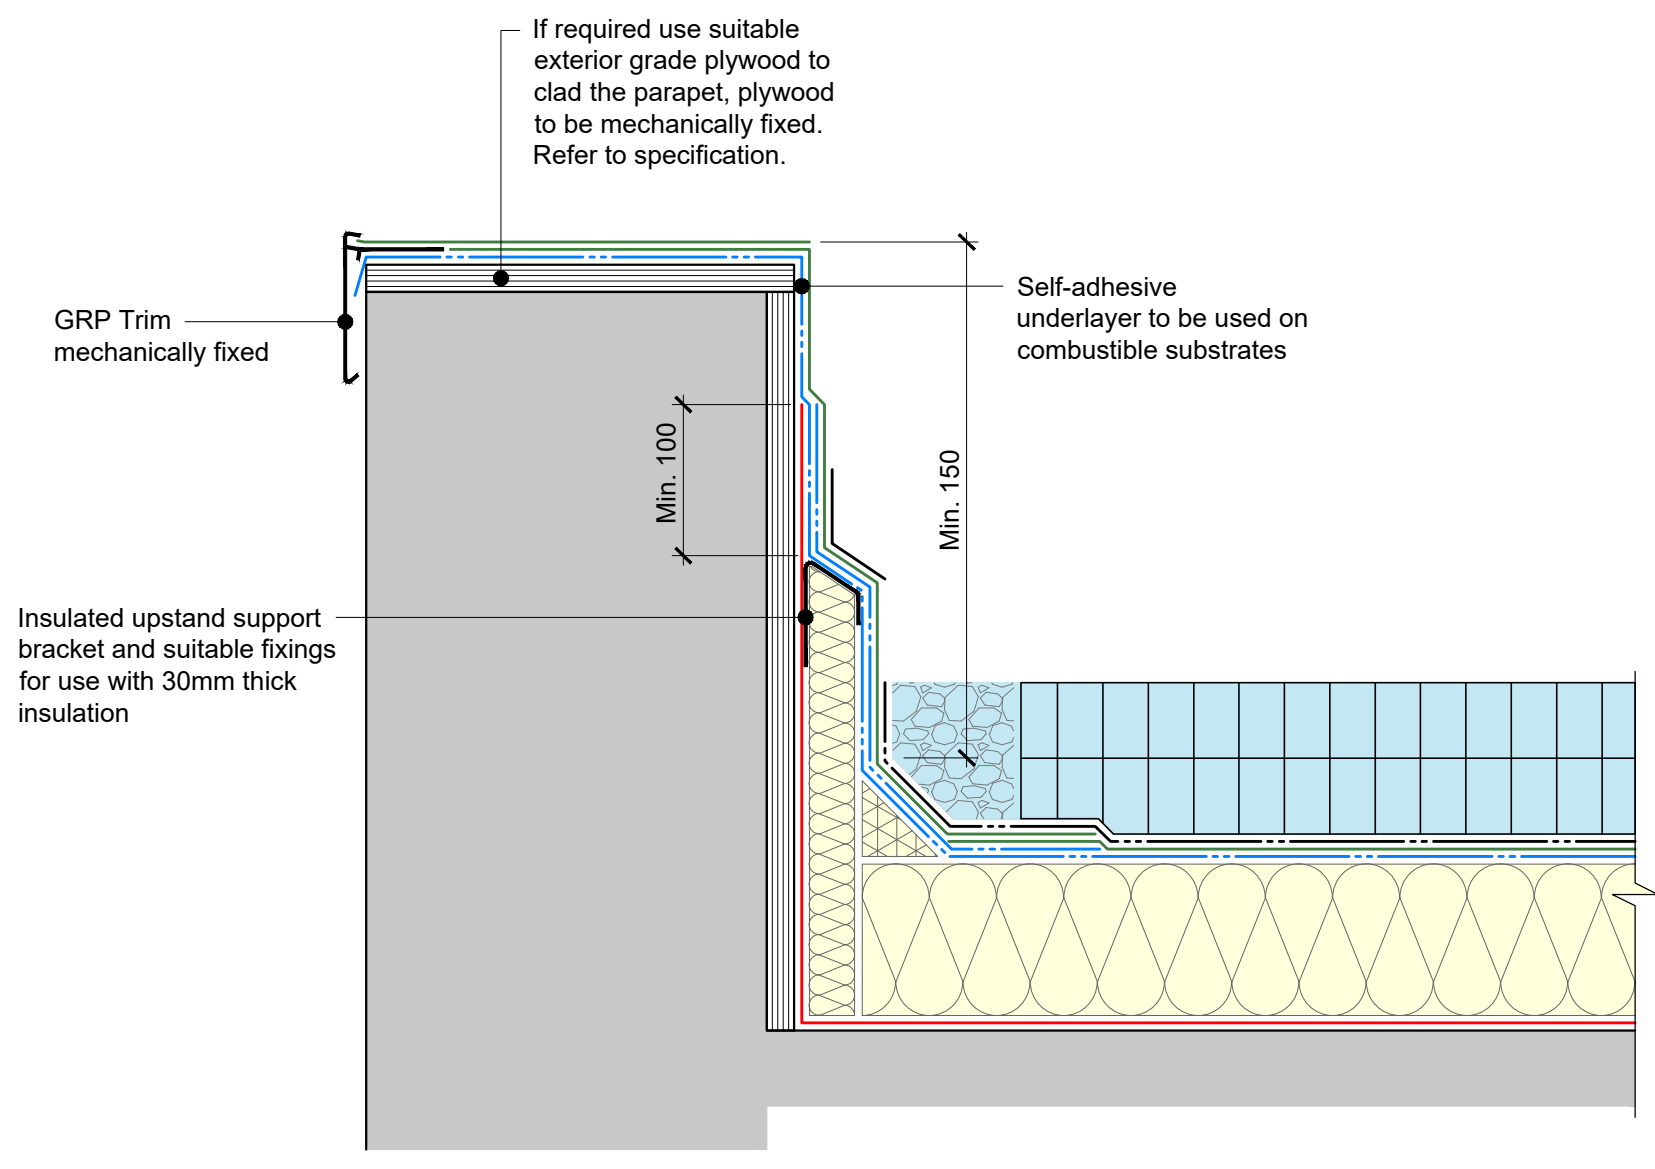 If required use suitable
exterior grade plywood to
clad the parapet, plywood
to be mechanically fixed.
Refer to specification.
Self-adhesive
underlayer to be used on
combustible substrates
GRP Trim
mechanically fixed
Min. 100
Min. 150
Insulated upstand support
bracket and suitable fixings
for use with 30mm thick
insulation